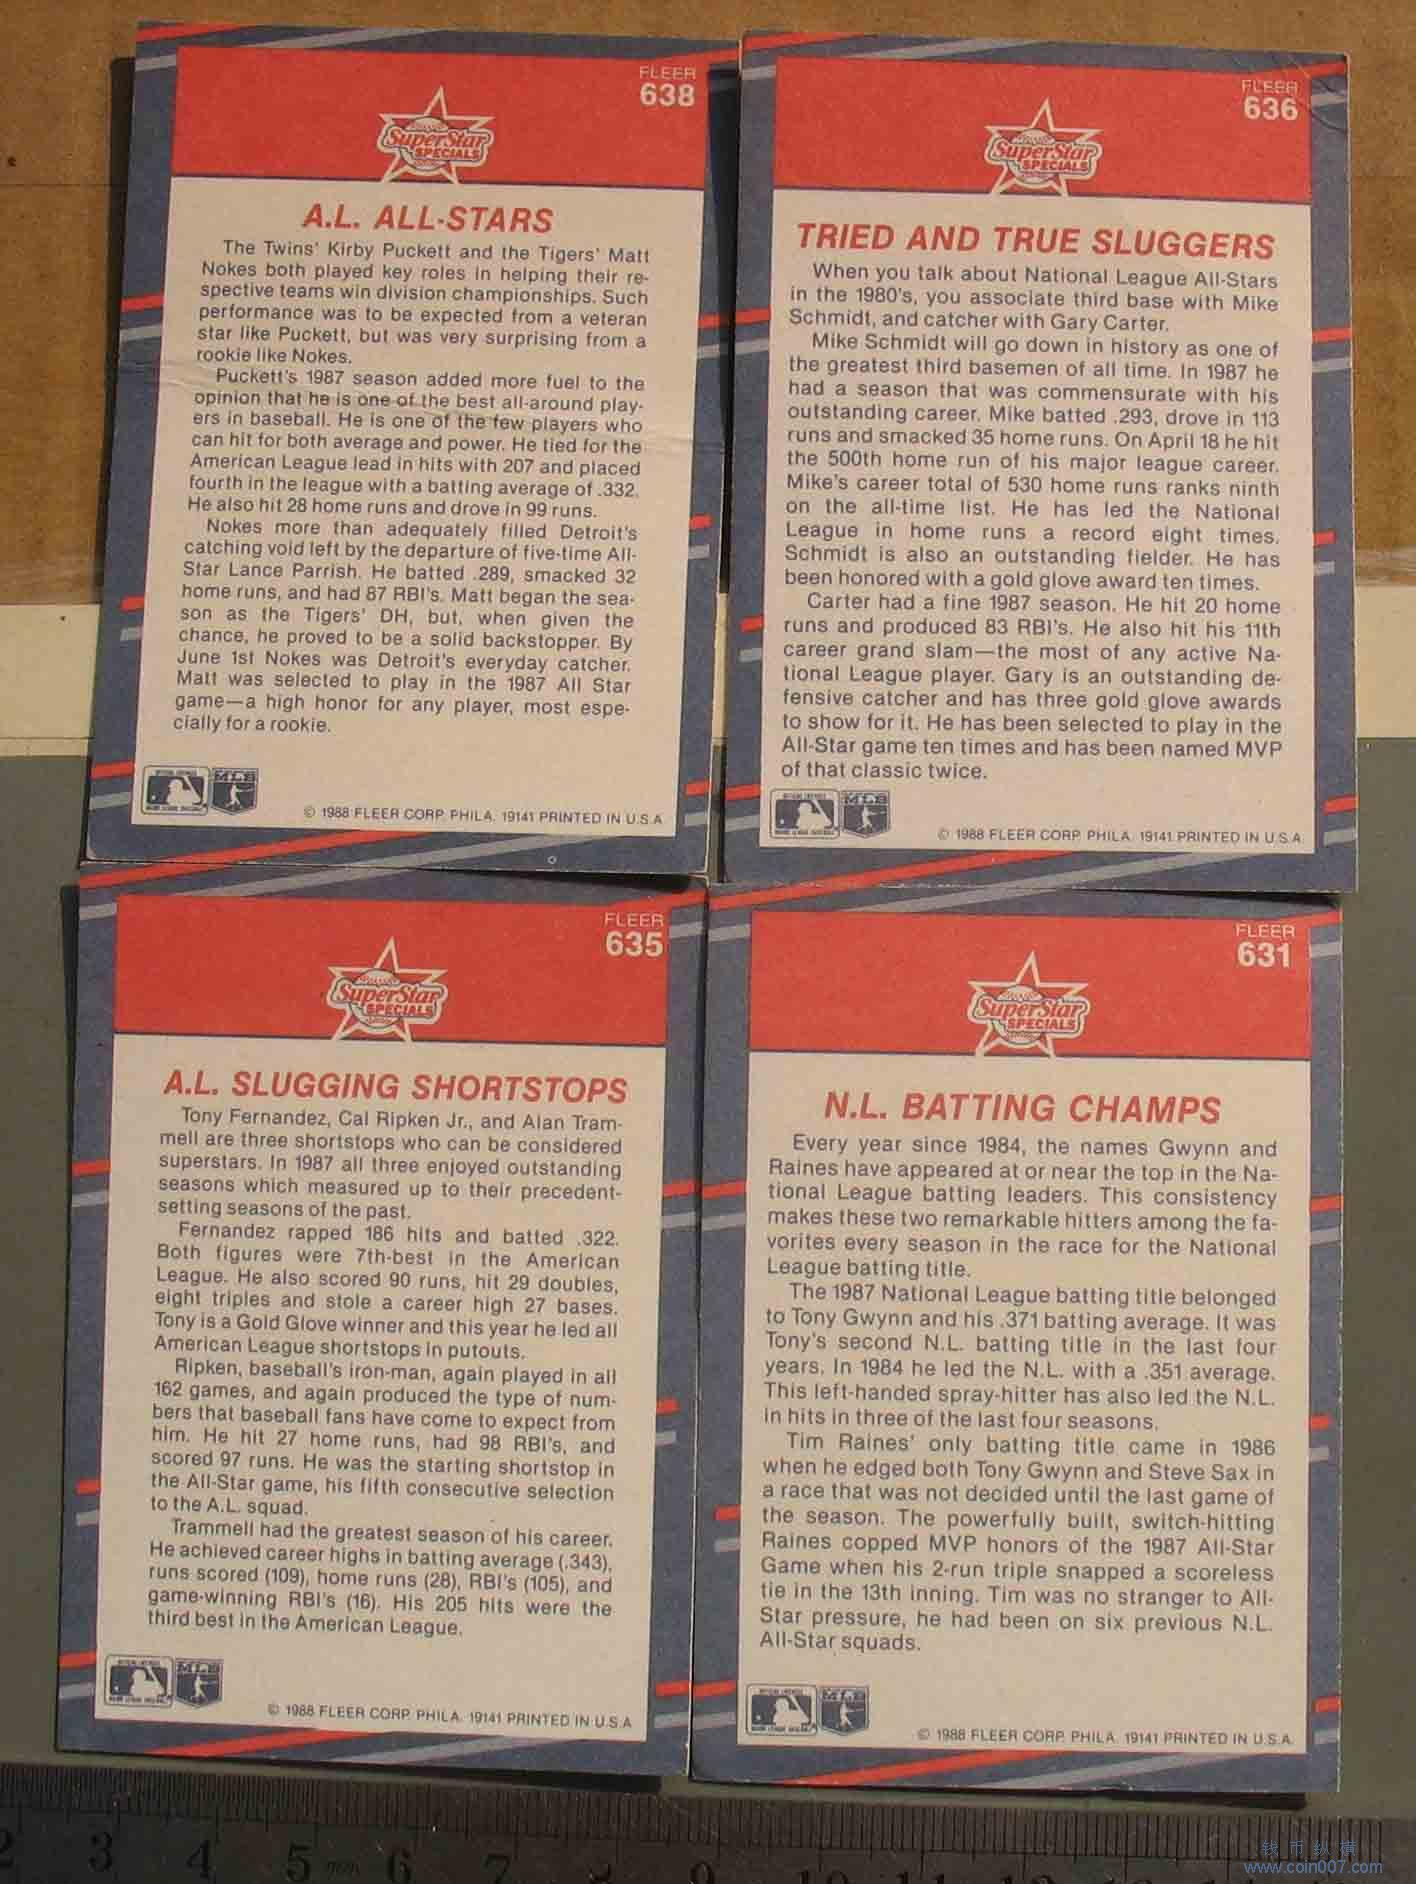 FLEER
638
SuperStar
SPECIALS
A.L. ALL-STARS
The Twins' Kirby Puckett and the Tigers' Matt
Nokes both played key roles in helping their re-
spective teams win division championships. Such
performance was to be expected from a veteran
star like Puckett, but was very surprising from a
rookie like Nokes.
Puckett's 1987 season added more fuel to the
opinion that he is one of the best all-around play-
ers in baseball. He is one of the few players who
can hit for both average and power. He tied for the
American League lead in hits with 207 and placed
fourth in the league with a batting average of .332.
He also hit 28 home runs and drove in 99 runs.
Nokes more than adequately filled Detroit's
catching void left by the departure of five-time All-
Star Lance Parrish. He batted .289, smacked 32
home runs, and had 87 RBI's. Matt began the sea-
son as the Tigers' DH, but, when given the
chance, he proved to be a solid backstopper. By
June 1st Nokes was Detroit's everyday catcher.
Matt was selected to play in the 1987 All Star
game—a high honor for any player, most espe-
cially for a rookie.
MLB
© 1988 FLEER CORP. PHILA. 19141 PRINTED IN U.S.A.
FLEER
636
SuperStar
SPECIALS
TRIED AND TRUE SLUGGERS
When you talk about National League All-Stars
in the 1980's, you associate third base with Mike
Schmidt, and catcher with Gary Carter.
Mike Schmidt will go down in history as one of
the greatest third basemen of all time. In 1987 he
had a season that was commensurate with his
outstanding career. Mike batted .293, drove in 113
runs and smacked 35 home runs. On April 18 he hit
the 500th home run of his major league career.
Mike's career total of 530 home runs ranks ninth
on the all-time list. He has led the National
League in home runs a record eight times.
Schmidt is also an outstanding fielder. He has
been honored with a gold glove award ten times.
Carter had a fine 1987 season. He hit 20 home
runs and produced 83 RBI's. He also hit his 11th
career grand slam—the most of any active Na-
tional League player. Gary is an outstanding de-
fensive catcher and has three gold glove awards
to show for it. He has been selected to play in the
All-Star game ten times and has been named MVP
of that classic twice.
MLB
© 1988 FLEER CORP. PHILA. 19141 PRINTED IN U.S.A.
FLEER
635
SuperStar
SPECIALS
A.L. SLUGGING SHORTSTOPS
Tony Fernandez, Cal Ripken Jr., and Alan Tram-
mell are three shortstops who can be considered
superstars. In 1987 all three enjoyed outstanding
seasons which measured up to their precedent-
setting seasons of the past.
Fernandez rapped 186 hits and batted .322.
Both figures were 7th-best in the American
League. He also scored 90 runs, hit 29 doubles,
eight triples and stole a career high 27 bases.
Tony is a Gold Glove winner and this year he led all
American League shortstops in putouts.
Ripken, baseball's iron-man, again played in all
162 games, and again produced the type of num-
bers that baseball fans have come to expect from
him. He hit 27 home runs, had 98 RBI's, and
scored 97 runs. He was the starting shortstop in
the All-Star game, his fifth consecutive selection
to the A.L. squad.
Trammell had the greatest season of his career.
He achieved career highs in batting average (.343),
runs scored (109), home runs (28), RBI's (105), and
game-winning RBI's (16). His 205 hits were the
third best in the American League.
MLB
© 1988 FLEER CORP. PHILA. 19141 PRINTED IN U.S.A
FLEER
631
SuperStar
SPECIALS
N.L. BATTING CHAMPS
Every year since 1984, the names Gwynn and
Raines have appeared at or near the top in the Na-
tional League batting leaders. This consistency
makes these two remarkable hitters among the fa-
vorites every season in the race for the National
League batting title.
The 1987 National League batting title belonged
to Tony Gwynn and his .371 batting average. It was
Tony's second N.L. batting title in the last four
years. In 1984 he led the N.L. with a .351 average.
This left-handed spray-hitter has also led the N.L.
in hits in three of the last four seasons.
Tim Raines' only batting title came in 1986
when he edged both Tony Gwynn and Steve Sax in
a race that was not decided until the last game of
the season. The powerfully built, switch-hitting
Raines copped MVP honors of the 1987 All-Star
Game when his 2-run triple snapped a scoreless
tie in the 13th inning. Tim was no stranger to All-
Star pressure, he had been on six previous N.L.
All-Star squads.
MLB
© 1988 FLEER CORP. PHILA. 19141 PRINTED IN U.S.A.
2 3 4 5 mm 6 7 8 9 10 11 12 13
钱币纵横
www.coin007.com